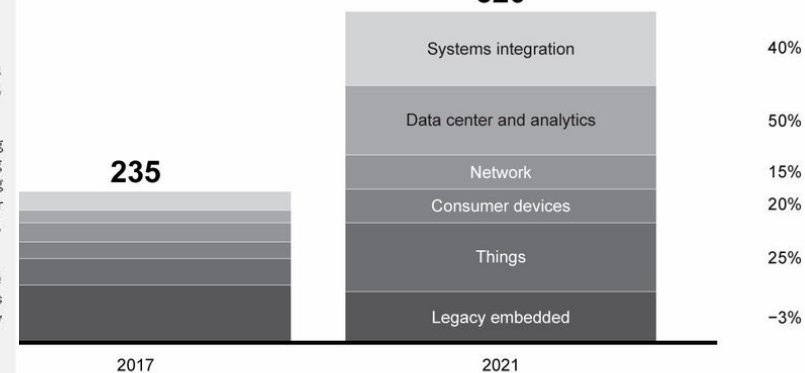 Systems integration
40%
Data center and analytics
50%
235
Network
15%
Consumer devices
20%
Things
25%
Legacy embedded
−3%
2017
2021